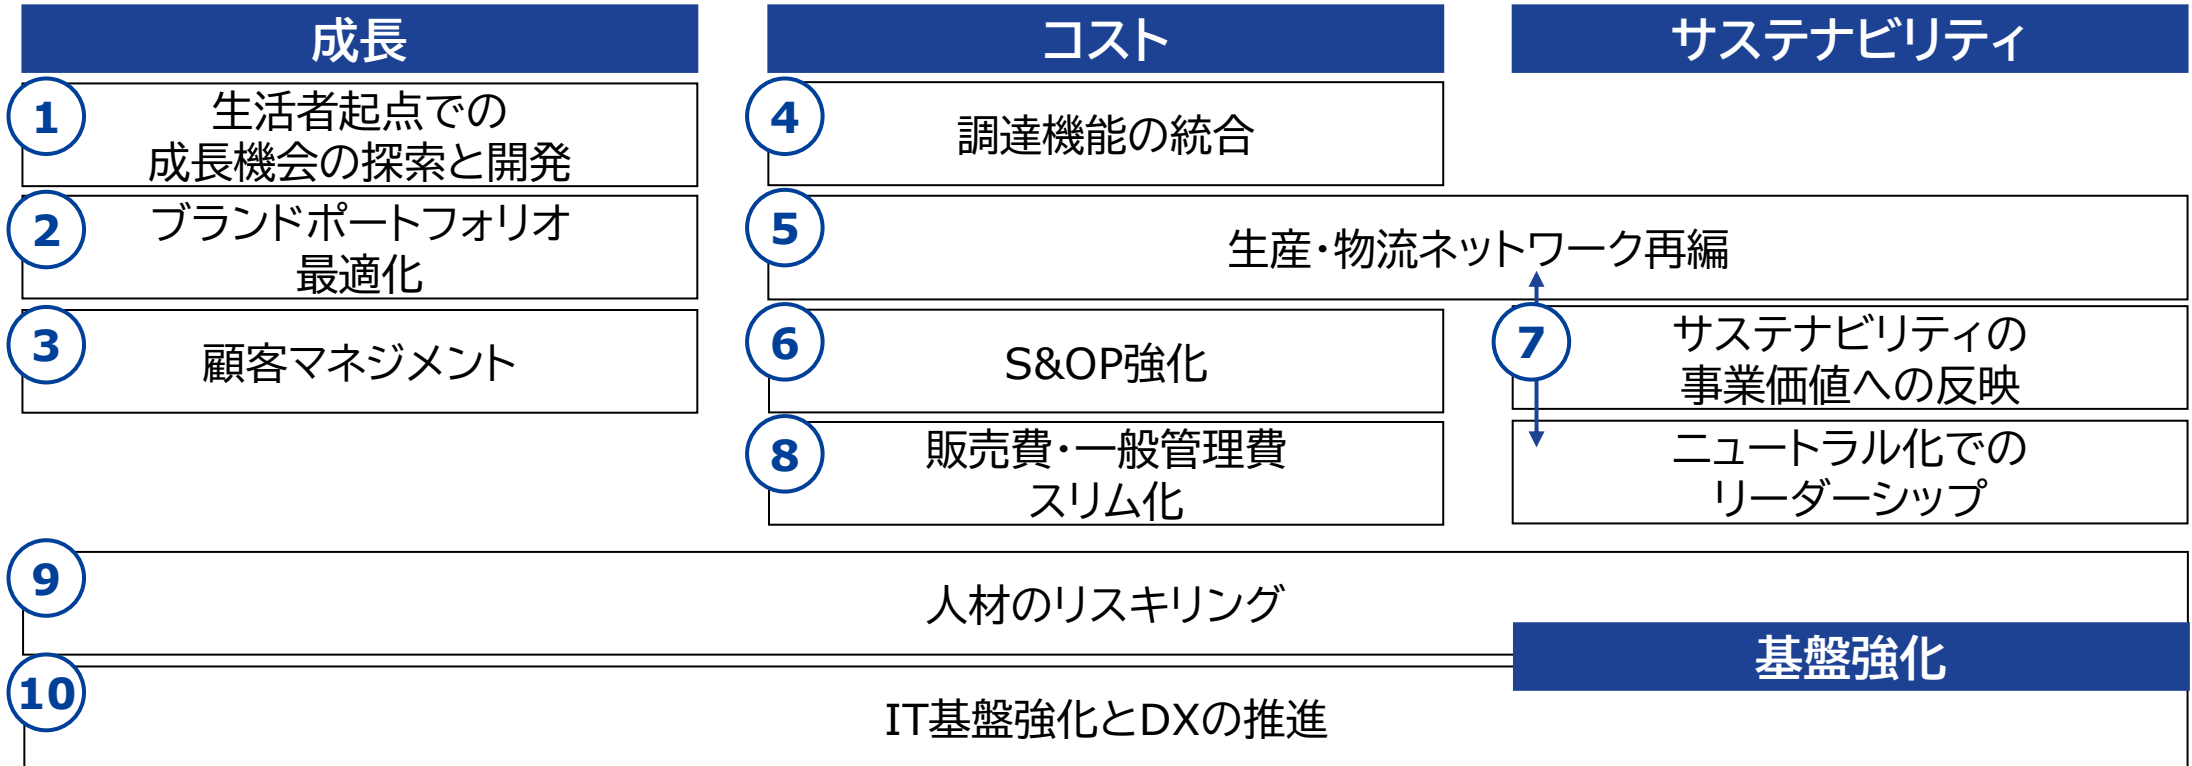 成長
コスト
サステナビリティ
1
生活者起点での
成長機会の探索と開発
4
調達機能の統合
2
ブランドポートフォリオ
最適化
5
生産・物流ネットワーク再編
3
顧客マネジメント
6
S&OP強化
7
サステナビリティの
事業価値への反映
8
販売費・一般管理費
スリム化
ニュートラル化での
リーダーシップ
9
人材のリスキリング
基盤強化
10
IT基盤強化とDXの推進